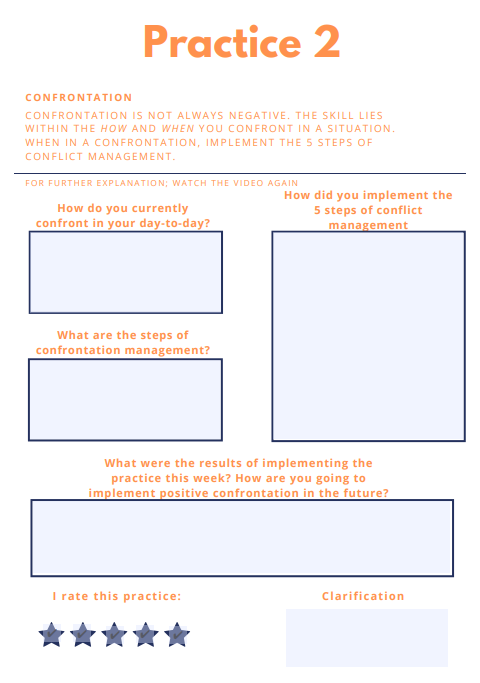 Practice 2
CONFRONTATION
CONFRONTATION IS NOT ALWAYS NEGATIVE. THE SKILL LIES
WITHIN THE HOW AND WHEN YOU CONFRONT IN A SITUATION.
WHEN IN A CONFRONTATION, IMPLEMENT THE 5 STEPS OF
CONFLICT MANAGEMENT.
FOR FURTHER EXPLANATION; WATCH THE VIDEO AGAIN
How do you currently
confront in your day-to-day?
How did you implement the
5 steps of conflict
management
What are the steps of
confrontation management?
What were the results of implementing the
practice this week? How are you going to
implement positive confrontation in the future?
I rate this practice:
Clarification